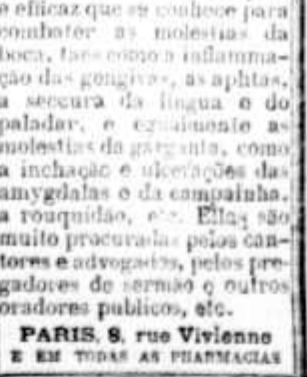 e efficaz que se conhece para
combater as molestias da
boca, taes como a inflamma-
ção das gengivas, as aphtas,
a seccura da lingua e do
paladar, e egualmente as
molestias da garganta, como
a inchação e ulcerações das
amygdalas e da campainha,
a rouquidão, etc. Ellas são
muito procuradas pelos can-
tores e advogados, pelos pre-
gadores de sermão e outros
oradores publicos, etc.
PARIS, 8, rue Vivienne
E EM TODAS AS PHARMACIAS